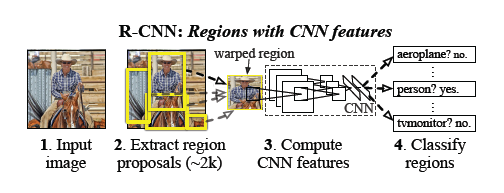 R-CNN: Regions with CNN features
warped region
aeroplane? no.
person? yes.
CNN
tvmonitor? no.
1. Input
image
2. Extract region
proposals (~2k)
3. Compute
CNN features
4. Classify
regions